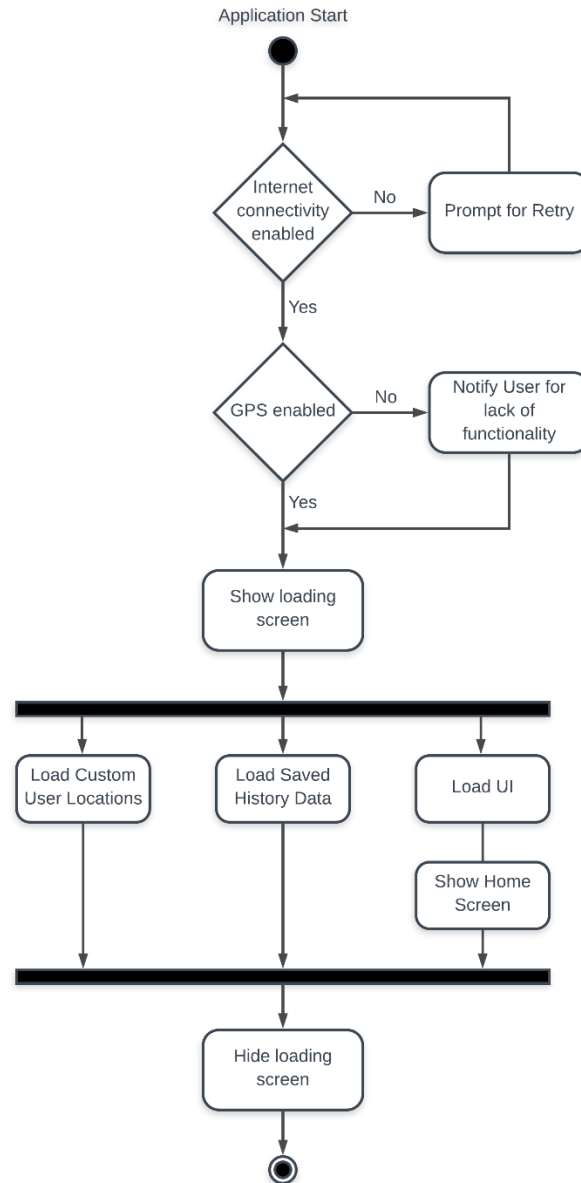 Application Start
Internet
connectivity
enabled
No
Prompt for Retry
Yes
GPS enabled
No
Notify User for
lack of
functionality
Yes
Show loading
screen
Load Custom
User Locations
Load Saved
History Data
Load UI
Show Home
Screen
Hide loading
screen